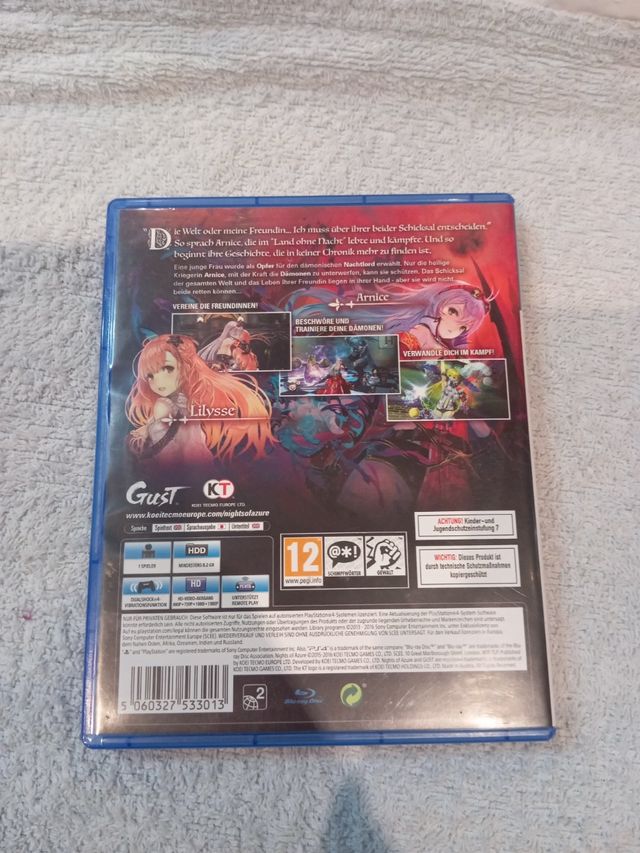 "Die Welt oder meine Freundin... Ich muss über ihrer beider Schicksal entscheiden."
So sprach Arnice, die im "Land ohne Nacht" lebte und kämpfte. Und so
beginnt ihre Geschichte, die in keiner Chronik mehr zu finden ist.
Eine junge Frau wurde als Opfer für den dämonischen Nachtlord erwählt. Nur die heilige
Kriegerin Arnice, mit der Kraft die Dämonen zu unterwerfen, kann sie schützen. Das Schicksal
der gesamten Welt und das Leben ihrer Freundin liegen in ihrer Hand - aber sie wird nicht
beide retten können...
Arnice
VEREINE DIE FREUNDINNEN!
BESCHWÖRE UND
TRAINIERE DEINE DÄMONEN!
VERWANDLE DICH IM KAMPF!
Lilysse
GUST
KT
KOEI TECMO EUROPE LTD.
www.koeitecmoeurope.com/nightsofazure
Sprache
Spieltext
Sprachausgabe
Untertitel
1 SPIELER
HDD
MINDESTENS 8.2 GB
DUALSHOCK®4-
VIBRATIONSFUNKTION
HD
HD-VIDEO-AUSGANG
480P•720P•1080i•1080P
UNTERSTÜTZT
REMOTE PLAY
12
www.pegi.info
@*!
SCHIMPFWÖRTER
GEWALT
ACHTUNG! Kinder-und
Jugendschutzeinstufung 7
WICHTIG: Dieses Produkt ist
durch technische Schutzmaßnahmen
kopiergeschützt
2
Blu-ray Disc
5 060327 533013